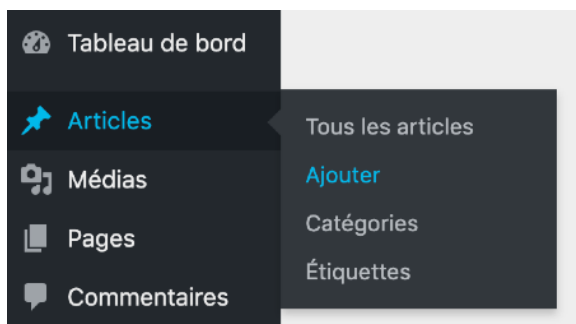 Tableau de bord
Articles
Tous les articles
Ajouter
Catégories
Étiquettes
Médias
Pages
Commentaires